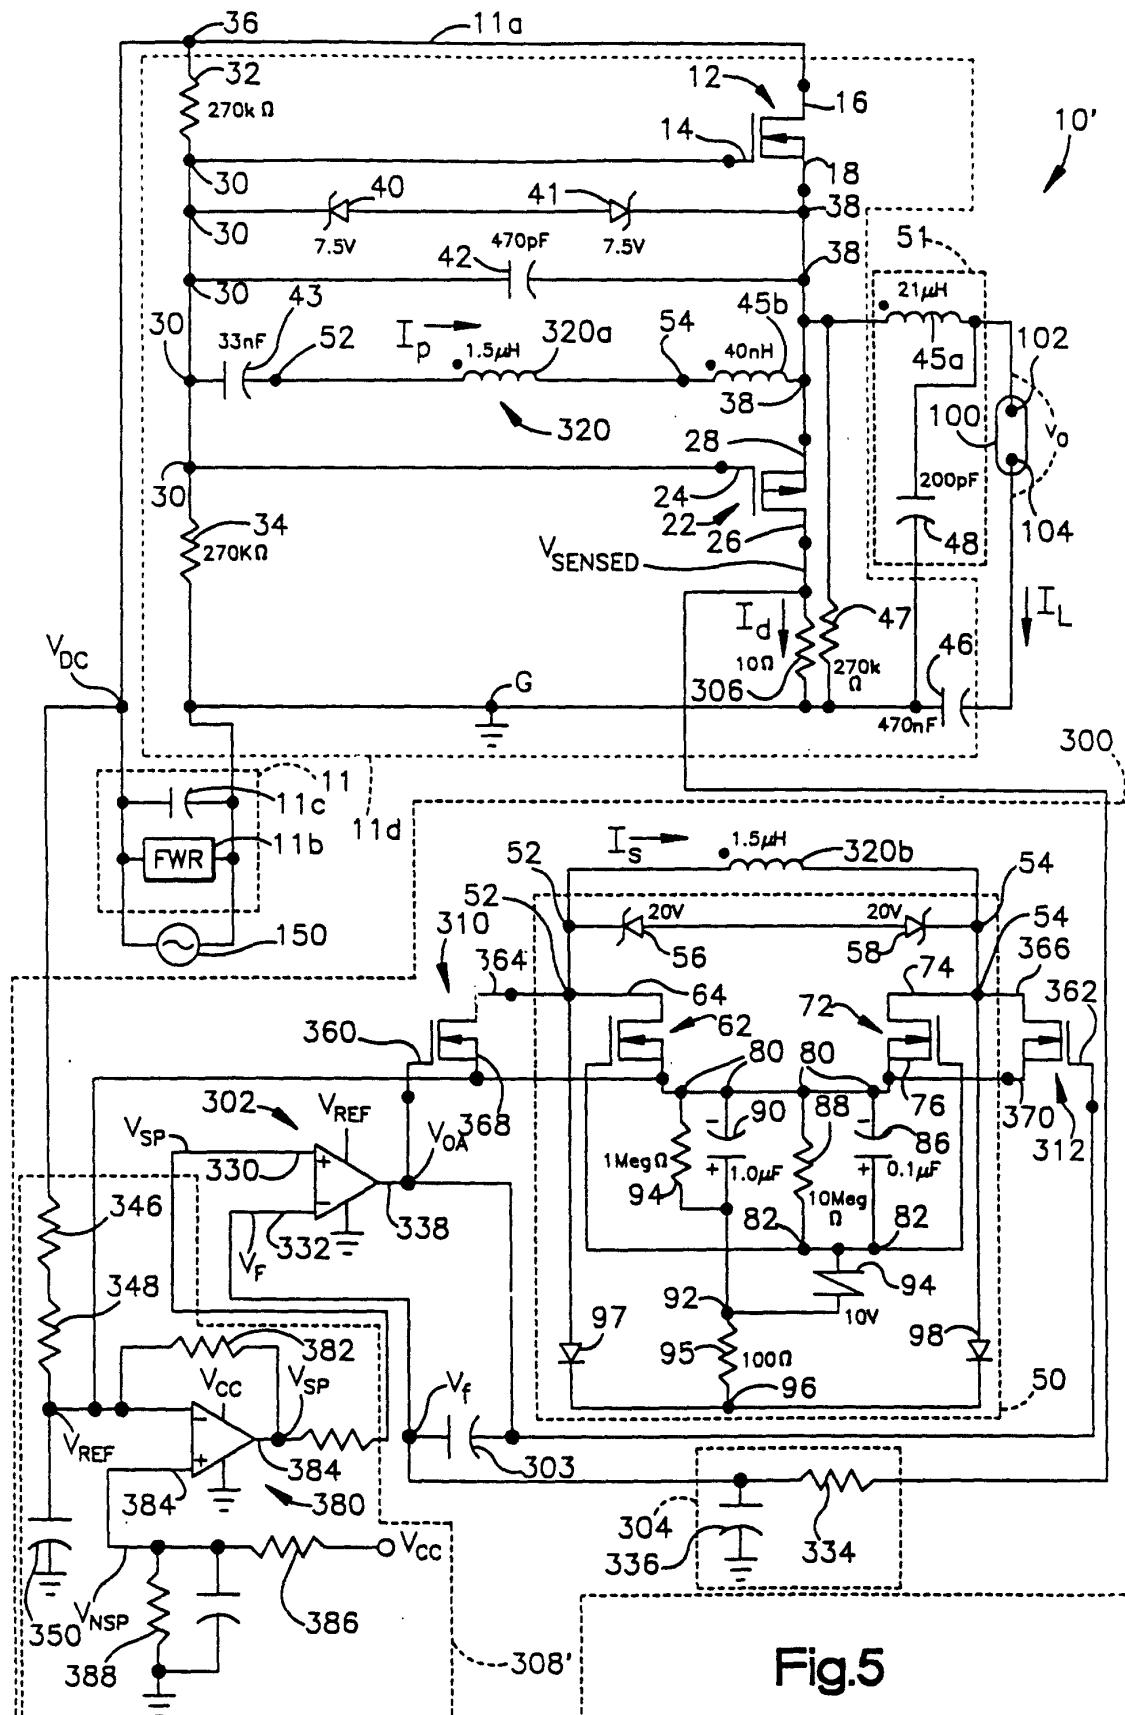 36
11a
32
270k Ω
12
16
14
10'
30
18
40
41
38
30
7.5V
7.5V
470pF
42
38
51
30
43
45b
21μH
30
33nF
52
Ip
1.5μH
320a
54
40nH
45a
102
38
320
100
Vo
28
30
24
200pF
34
22
104
270KΩ
26
48
VSENSED
Id
47
IL
VDC
46
G
10Ω
306
270k
Ω
470nF
300
11
11c
11d
11b
FWR
Is
1.5μH
320b
52
54
150
52
20V
20V
310
56
58
54
364
74
366
64
362
360
62
72
80
80
302
VREF
368
90
88
76
370
VSP
VOA
86
312
330
1MegΩ
1.0μF
0.1μF
+
+
-
-
+
-
346
94
10Meg
Ω
332
338
82
82
VF
348
92
94
10V
97
98
382
95
100Ω
VCC
VSP
Vf
96
50
-
+
VREF
384
303
384
380
304
336
334
VCC
350
VNSP
386
388
308'
Fig.5